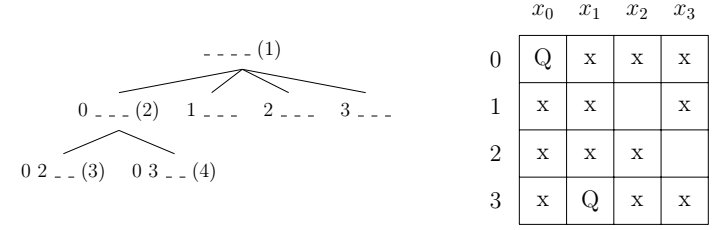 _ _ _ _ (1)
0 _ _ _ (2) 1 _ _ _ 2 _ _ _ 3 _ _ _
0 2 _ _ (3) 0 3 _ _ (4)
x₀ x₁ x₂ x₃
0 Q x x x
1 x x x
2 x x x
3 x Q x x